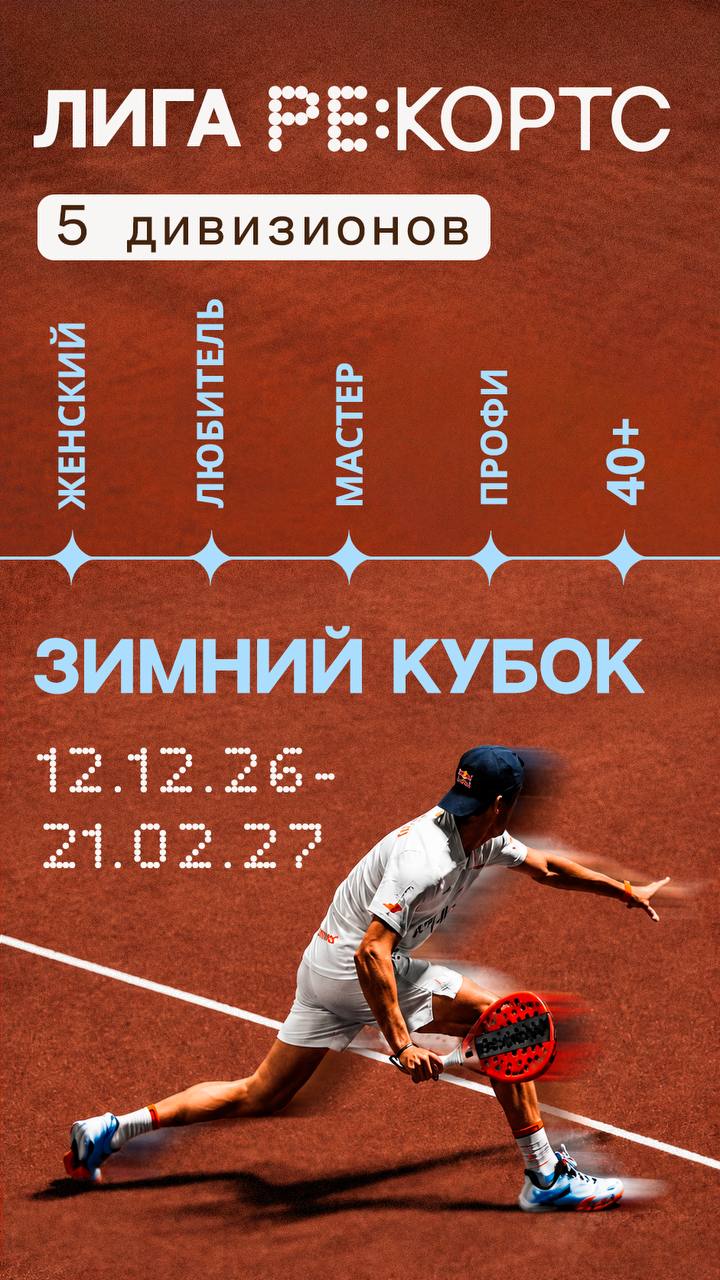 ЛИГА РЕ:КОРТС
5 дивизионов
ЖЕНСКИЙ
ЛЮБИТЕЛЬ
МАСТЕР
ПРОФИ
40+
ЗИМНИЙ КУБОК
12.12.26-
21.02.27